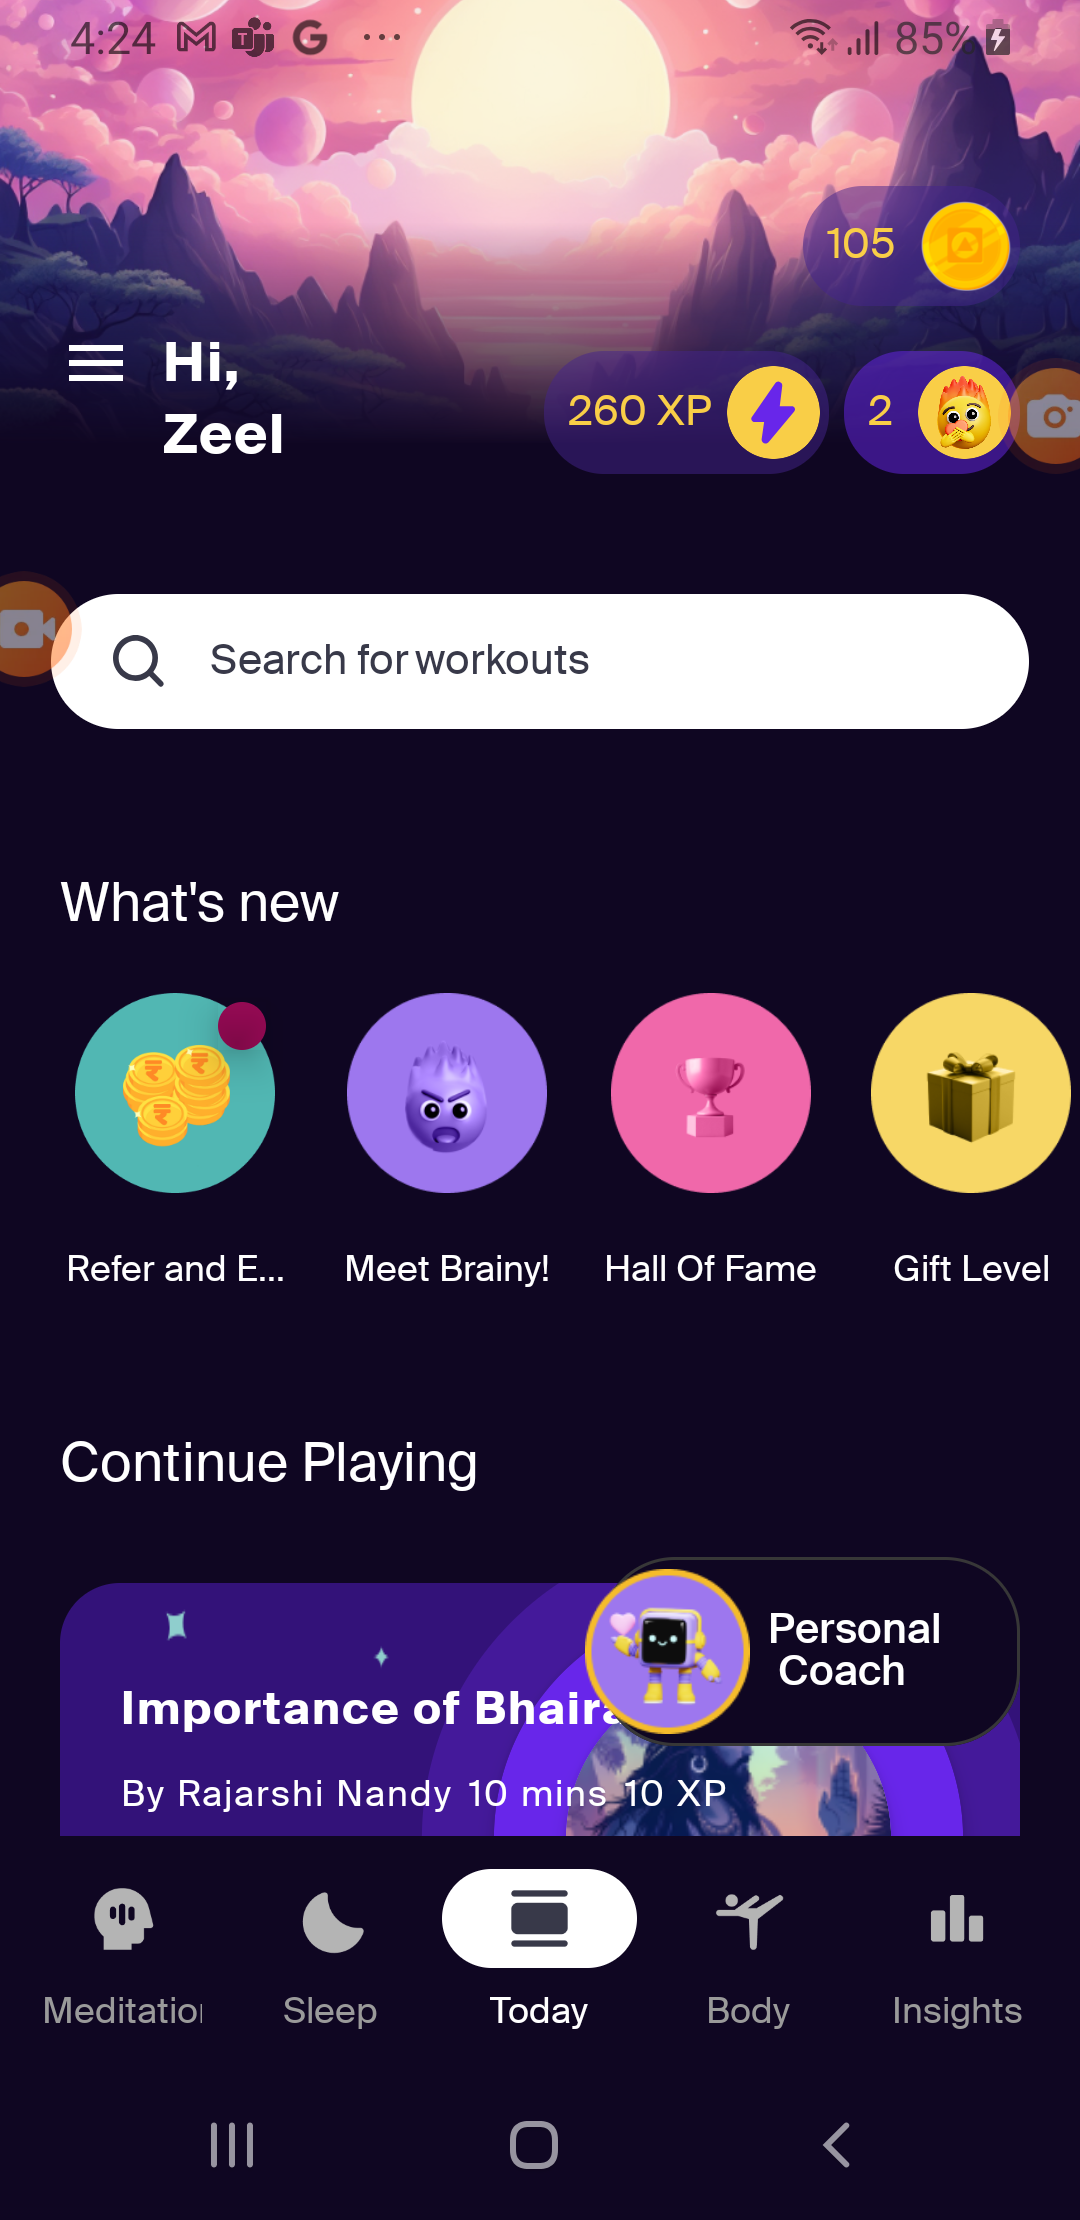 4:24
85%
105
Hi,
Zeel
260 XP
2
Search for workouts
What's new
Refer and E...
Meet Brainy!
Hall Of Fame
Gift Level
Continue Playing
Personal
Coach
Importance of
By Rajarshi Nandy 10 mins 10 XP
Sleep
Today
Body
Insights